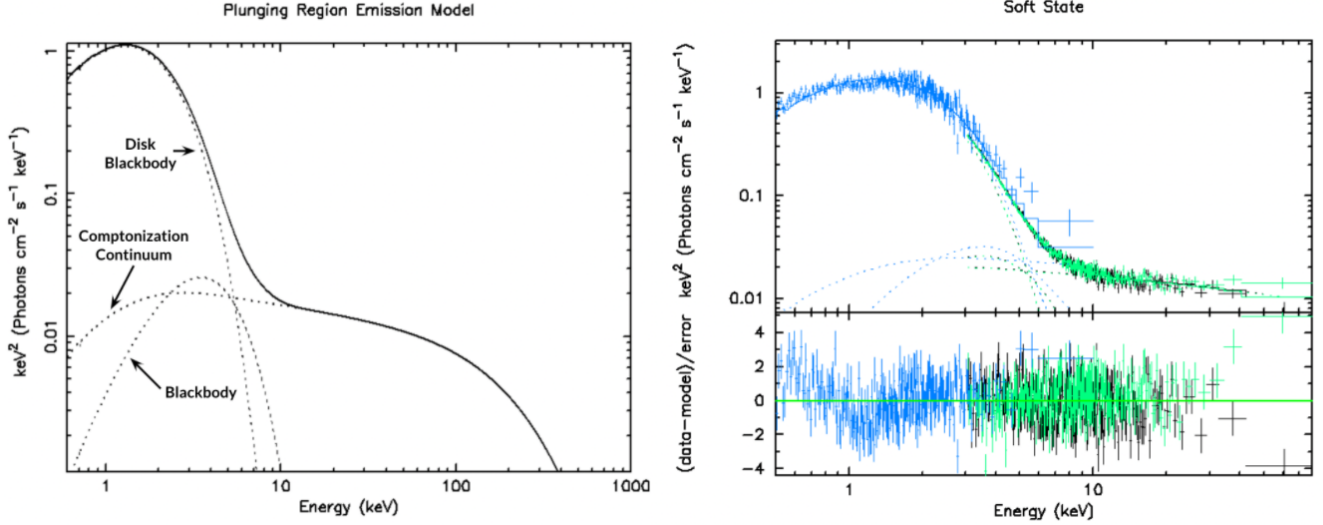 Plunging Region Emission Model
keV² (Photons cm⁻² s⁻¹ keV⁻¹)
1
0.1
0.01
Disk
Blackbody
Comptonization
Continuum
Blackbody
1
10
100
1000
Energy (keV)
Soft State
keV² (Photons cm⁻² s⁻¹ keV⁻¹)
1
0.1
0.01
(data-model)/error
4
2
0
-2
-4
1
10
Energy (keV)